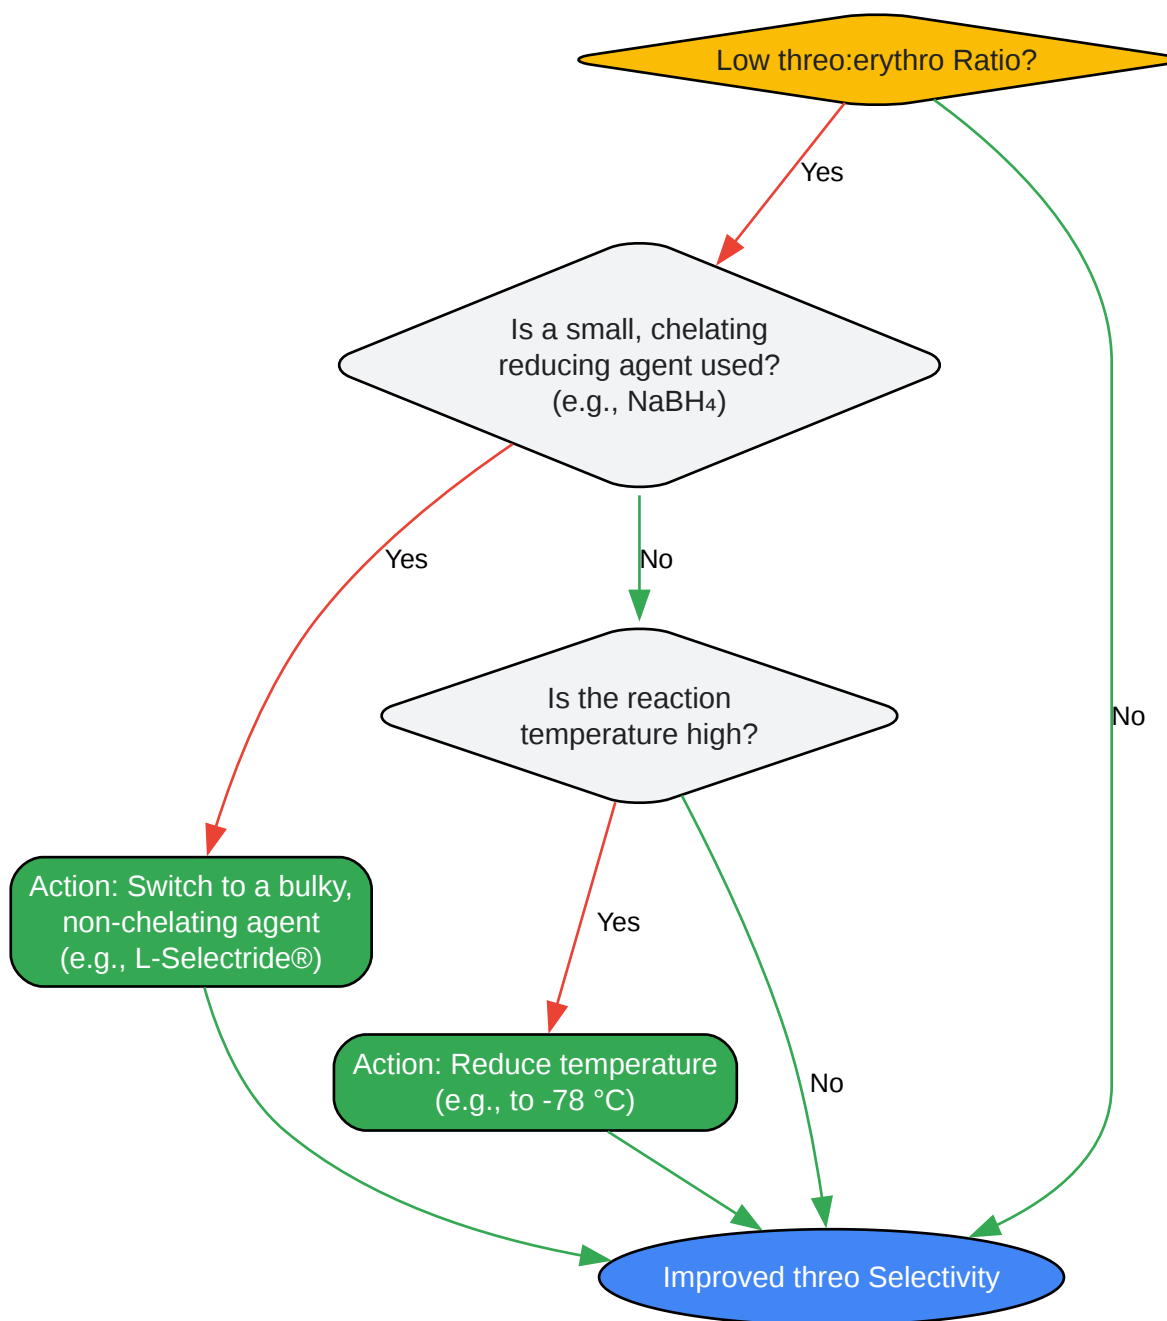 Low threo:erythro Ratio?
Yes
Is a small, chelating
reducing agent used?
(e.g., NaBH₄)
Yes
No
Is the reaction
temperature high?
No
Action: Switch to a bulky,
non-chelating agent
(e.g., L-Selectride®)
Yes
Action: Reduce temperature
(e.g., to -78 °C)
No
Improved threo Selectivity